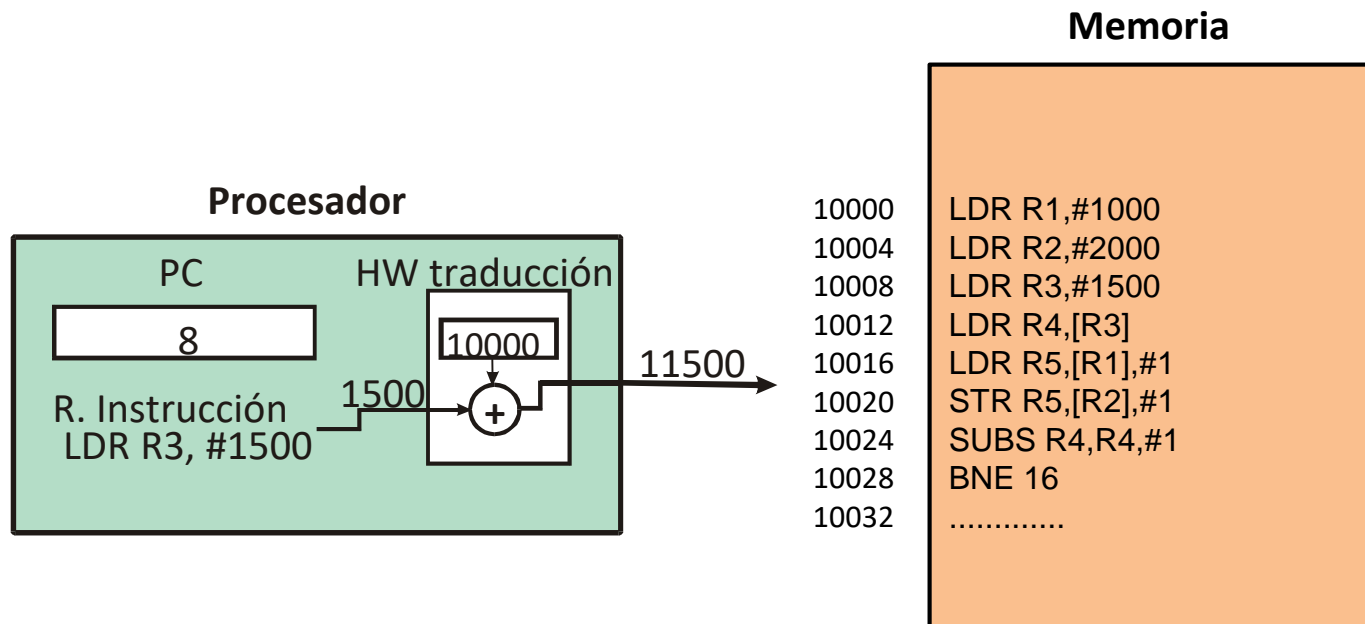 Memoria
Procesador
PC
HW traducción
8
10000
R. Instrucción
LDR R3, #1500
1500
+
11500
10000 LDR R1,#1000
10004 LDR R2,#2000
10008 LDR R3,#1500
10012 LDR R4,[R3]
10016 LDR R5,[R1],#1
10020 STR R5,[R2],#1
10024 SUBS R4,R4,#1
10028 BNE 16
10032 .............